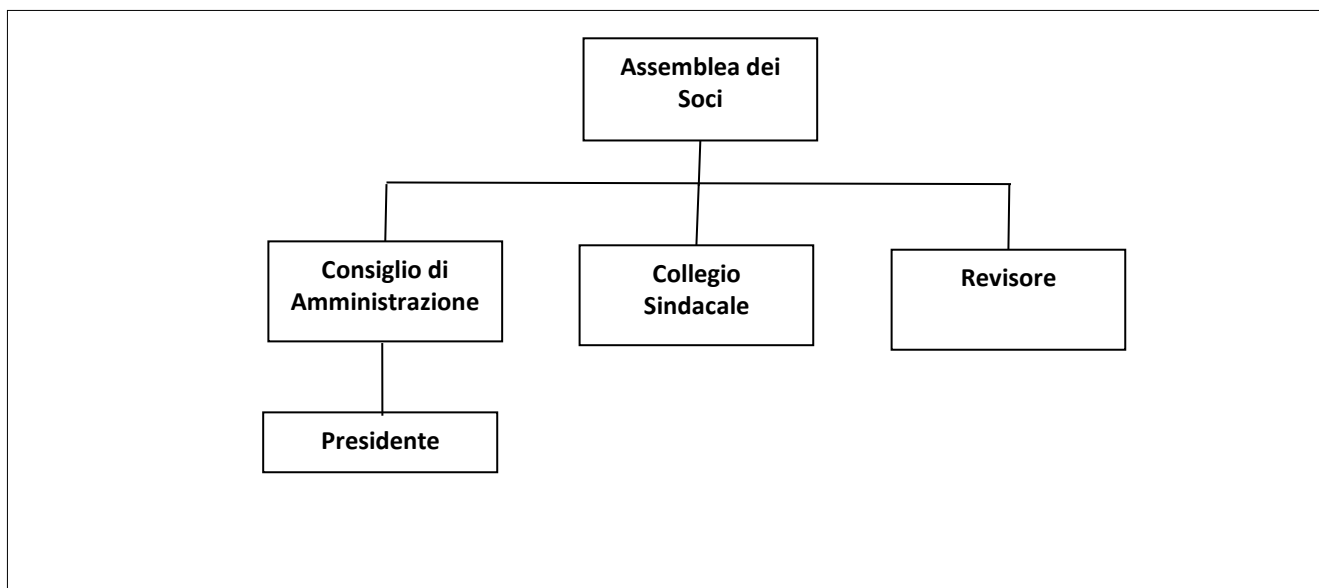 Assemblea dei
Soci
Consiglio di
Amministrazione
Collegio
Sindacale
Revisore
Presidente